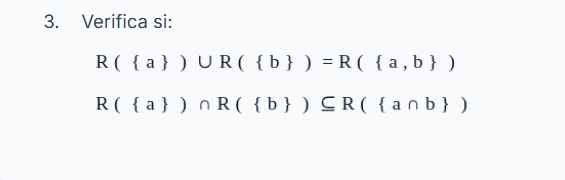 3. Verifica si:
R( {a} ) ∪ R( {b} ) = R( {a,b} )
R( {a} ) ∩ R( {b} ) ⊆ R( {a∩b} )